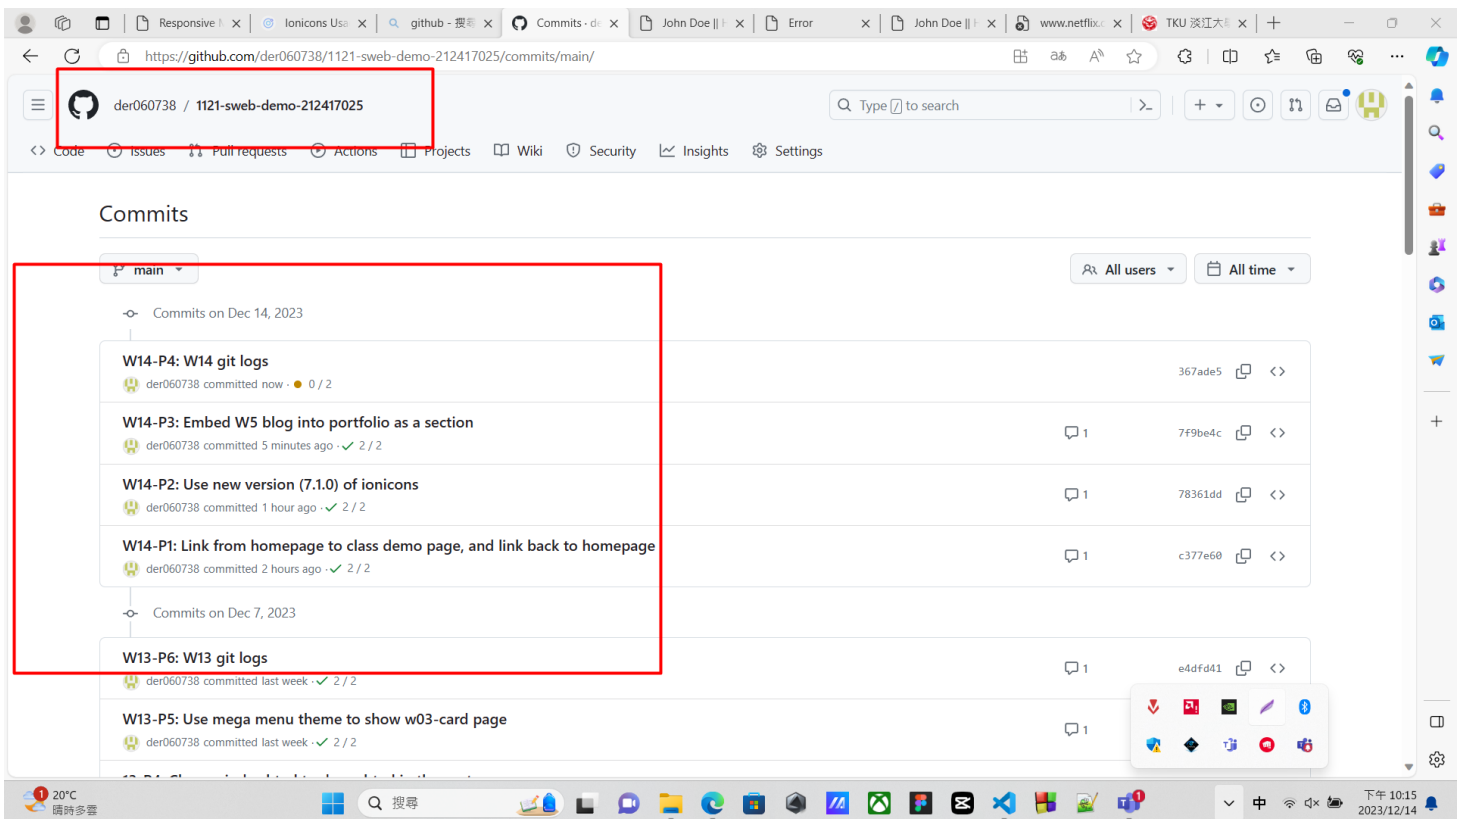 Responsive
Ionicons Usa
github - 搜尋
Commits · de
John Doe || H
Error
John Doe || H
www.netflix.c
TKU 淡江大
https://github.com/der060738/1121-sweb-demo-212417025/commits/main/
der060738 / 1121-sweb-demo-212417025
Type / to search
Code
Issues
Pull requests
Actions
Projects
Wiki
Security
Insights
Settings
Commits
main
All users
All time
Commits on Dec 14, 2023
W14-P4: W14 git logs
der060738 committed now · 0 / 2
367ade5
W14-P3: Embed W5 blog into portfolio as a section
der060738 committed 5 minutes ago · 2 / 2
1
7f9be4c
W14-P2: Use new version (7.1.0) of ionicons
der060738 committed 1 hour ago · 2 / 2
1
78361dd
W14-P1: Link from homepage to class demo page, and link back to homepage
der060738 committed 2 hours ago · 2 / 2
1
c377e60
Commits on Dec 7, 2023
W13-P6: W13 git logs
der060738 committed last week · 2 / 2
1
e4dfd41
W13-P5: Use mega menu theme to show w03-card page
der060738 committed last week · 2 / 2
1
20°C
晴時多雲
搜尋
中
下午 10:15
2023/12/14